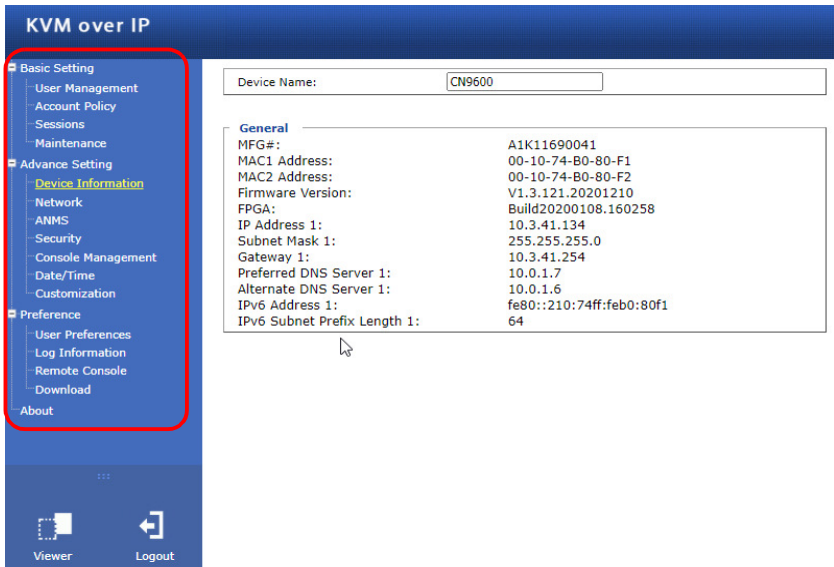 KVM over IP
Basic Setting
User Management
Account Policy
Sessions
Maintenance
Advance Setting
Device Information
Network
ANMS
Security
Console Management
Date/Time
Customization
Preference
User Preferences
Log Information
Remote Console
Download
About
Viewer
Logout
Device Name: CN9600
General
MFG#: A1K11690041
MAC1 Address: 00-10-74-B0-80-F1
MAC2 Address: 00-10-74-B0-80-F2
Firmware Version: V1.3.121.20201210
FPGA: Build20200108.160258
IP Address 1: 10.3.41.134
Subnet Mask 1: 255.255.255.0
Gateway 1: 10.3.41.254
Preferred DNS Server 1: 10.0.1.7
Alternate DNS Server 1: 10.0.1.6
IPv6 Address 1: fe80::210:74ff:feb0:80f1
IPv6 Subnet Prefix Length 1: 64